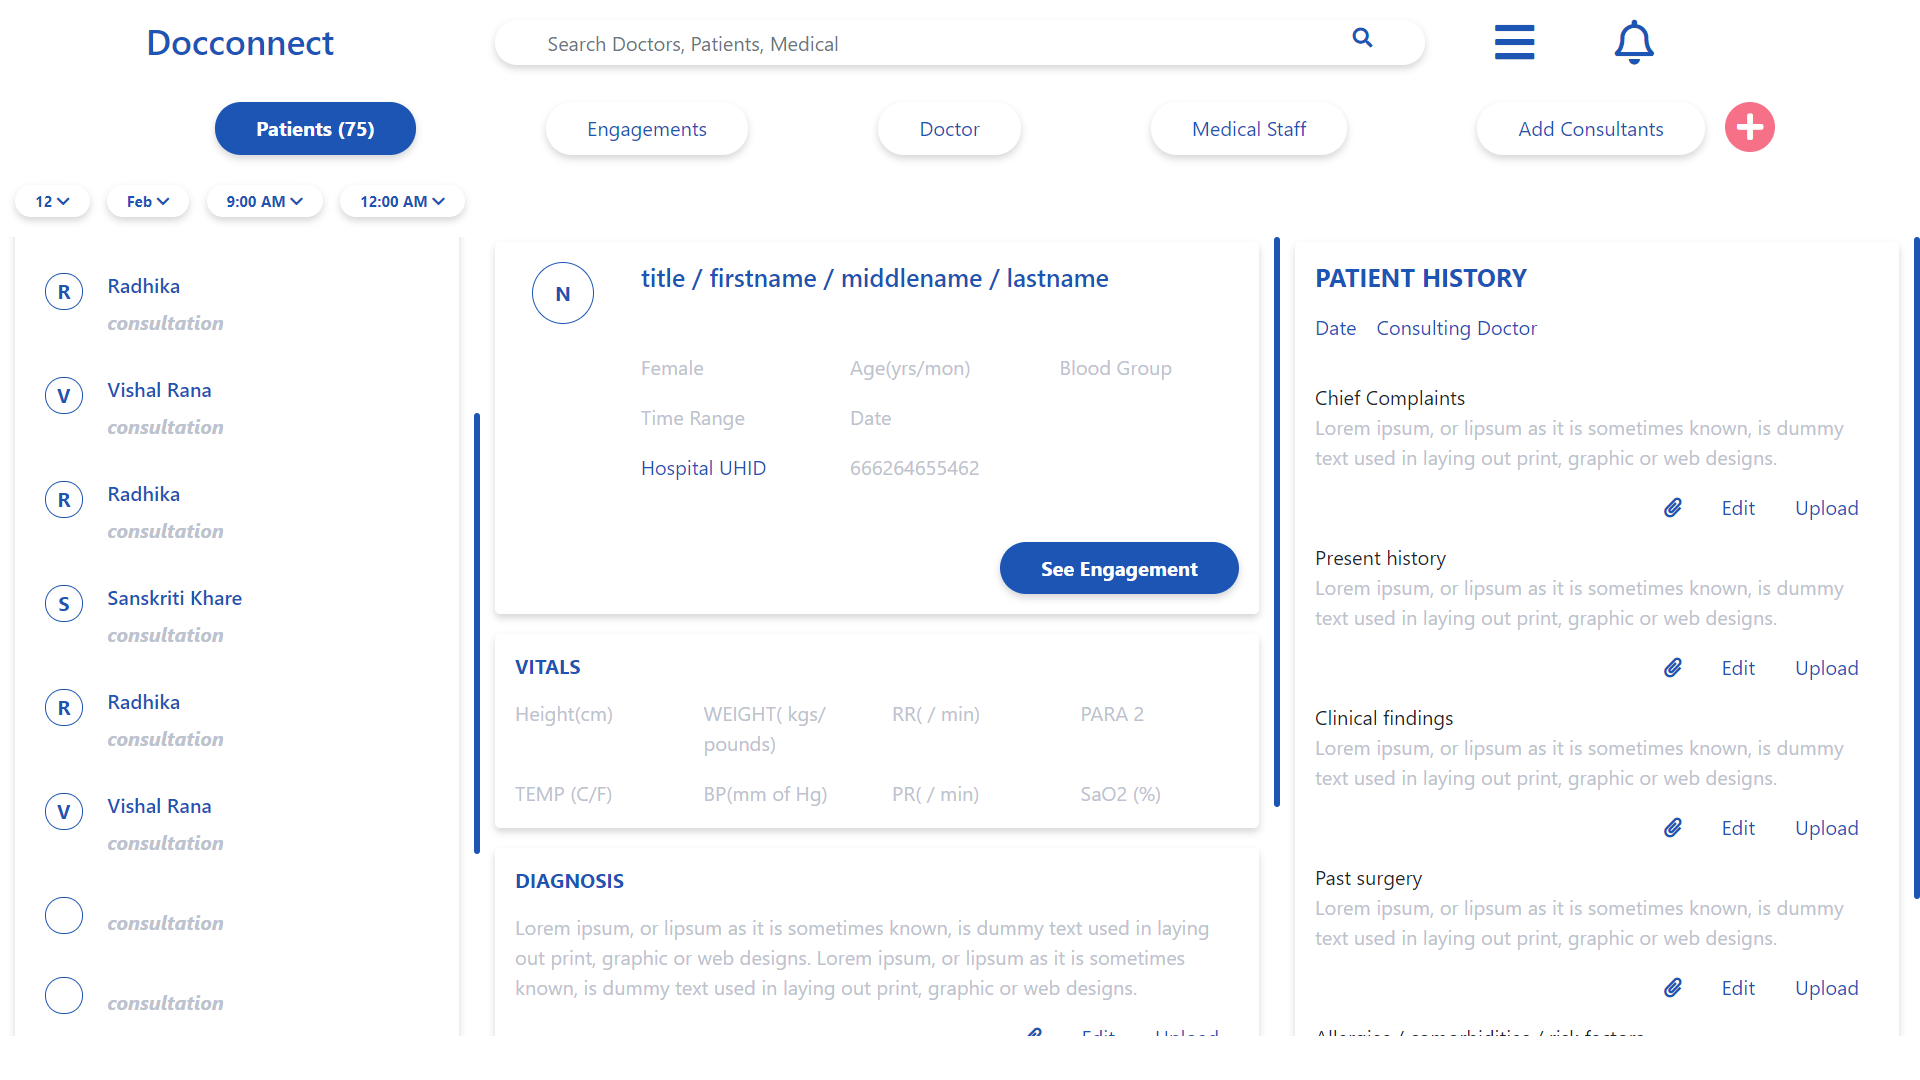 Docconnect
Search Doctors, Patients, Medical
Patients (75)
Engagements
Doctor
Medical Staff
Add Consultants
12
Feb
9:00 AM
12:00 AM
R
Radhika
consultation
V
Vishal Rana
consultation
R
Radhika
consultation
S
Sanskriti Khare
consultation
R
Radhika
consultation
V
Vishal Rana
consultation
consultation
consultation
N
title / firstname / middlename / lastname
Female
Age(yrs/mon)
Blood Group
Time Range
Date
Hospital UHID
666264655462
See Engagement
VITALS
Height(cm)
WEIGHT( kgs/
pounds)
RR( / min)
PARA 2
TEMP (C/F)
BP(mm of Hg)
PR( / min)
SaO2 (%)
DIAGNOSIS
Lorem ipsum, or lipsum as it is sometimes known, is dummy text used in laying
out print, graphic or web designs. Lorem ipsum, or lipsum as it is sometimes
known, is dummy text used in laying out print, graphic or web designs.
Edit
Upload
PATIENT HISTORY
Date
Consulting Doctor
Chief Complaints
Lorem ipsum, or lipsum as it is sometimes known, is dummy
text used in laying out print, graphic or web designs.
Edit
Upload
Present history
Lorem ipsum, or lipsum as it is sometimes known, is dummy
text used in laying out print, graphic or web designs.
Edit
Upload
Clinical findings
Lorem ipsum, or lipsum as it is sometimes known, is dummy
text used in laying out print, graphic or web designs.
Edit
Upload
Past surgery
Lorem ipsum, or lipsum as it is sometimes known, is dummy
text used in laying out print, graphic or web designs.
Edit
Upload
Allergies / comorbidities / risk factors